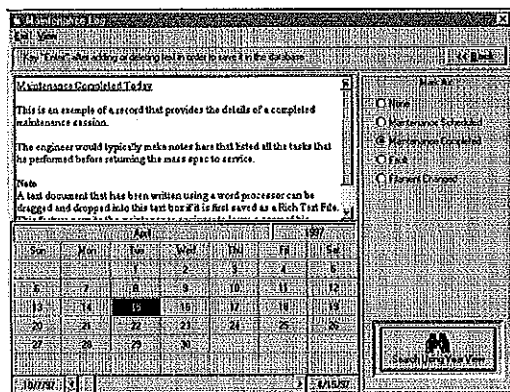 Maintenance Log
Exit View
Key "Enter" after adding or deleting text in order to save it in the database
<< Back
Maintenance Completed Today
This is an example of a record that provides the details of a completed
maintenance session.
The engineer would typically make notes here that listed all the tasks that
he performed before returning the mass spec to service.
Note
A text document that has been written using a word processor can be
dragged and dropped into this text box if it is first saved as a Rich Text File.
Mark As:
None
Maintenance Scheduled
Maintenance Completed
Fault
Filament Changed
April 1997
Sun Mon Tue Wed Thu Fri Sat
1 2 3 4 5
6 7 8 9 10 11 12
13 14 15 16 17 18 19
20 21 22 23 24 25 26
27 28 29 30
Search Using Year View
10/7/97
4/15/97